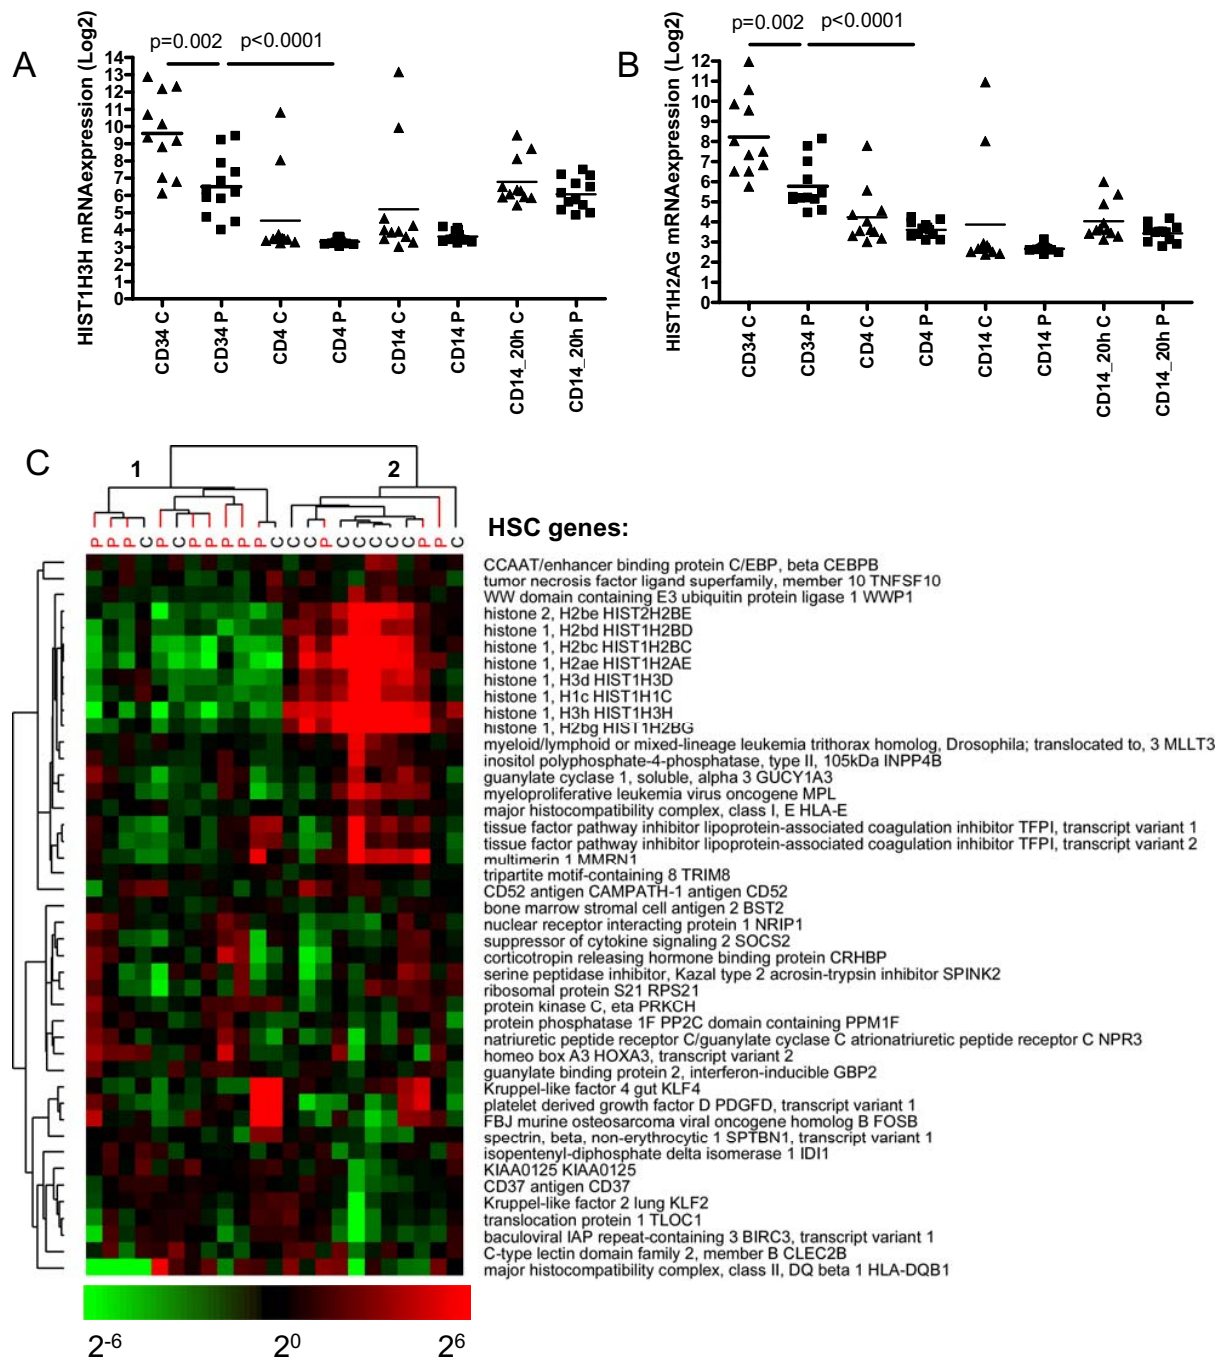 A
HIST1H3H mRNAexpression (Log2)
p=0.002
p<0.0001
14
13
12
11
10
9
8
7
6
5
4
3
2
1
0
CD34 C
CD34 P
CD4 C
CD4 P
CD14 C
CD14 P
CD14_20h C
CD14_20h P
B
HIST1H2AG mRNAexpression (Log2)
p=0.002
p<0.0001
12
11
10
9
8
7
6
5
4
3
2
1
0
CD34 C
CD34 P
CD4 C
CD4 P
CD14 C
CD14 P
CD14_20h C
CD14_20h P
C
1
2
P P P C P C P P P P P C C C P C C C C C P P C
HSC genes:
CCAAT/enhancer binding protein C/EBP, beta CEBPB
tumor necrosis factor ligand superfamily, member 10 TNFSF10
WW domain containing E3 ubiquitin protein ligase 1 WWP1
histone 2, H2be HIST2H2BE
histone 1, H2bd HIST1H2BD
histone 1, H2bc HIST1H2BC
histone 1, H2ae HIST1H2AE
histone 1, H3d HIST1H3D
histone 1, H1c HIST1H1C
histone 1, H3h HIST1H3H
histone 1, H2bg HIST1H2BG
myeloid/lymphoid or mixed-lineage leukemia trithorax homolog, Drosophila; translocated to, 3 MLLT3
inositol polyphosphate-4-phosphatase, type II, 105kDa INPP4B
guanylate cyclase 1, soluble, alpha 3 GUCY1A3
myeloproliferative leukemia virus oncogene MPL
major histocompatibility complex, class I, E HLA-E
tissue factor pathway inhibitor lipoprotein-associated coagulation inhibitor TFPI, transcript variant 1
tissue factor pathway inhibitor lipoprotein-associated coagulation inhibitor TFPI, transcript variant 2
multimerin 1 MMRN1
tripartite motif-containing 8 TRIM8
CD52 antigen CAMPATH-1 antigen CD52
bone marrow stromal cell antigen 2 BST2
nuclear receptor interacting protein 1 NRIP1
suppressor of cytokine signaling 2 SOCS2
corticotropin releasing hormone binding protein CRHBP
serine peptidase inhibitor, Kazal type 2 acrosin-trypsin inhibitor SPINK2
ribosomal protein S21 RPS21
protein kinase C, eta PRKCH
protein phosphatase 1F PP2C domain containing PPM1F
natriuretic peptide receptor C/guanylate cyclase C atrionatriuretic peptide receptor C NPR3
homeo box A3 HOXA3, transcript variant 2
guanylate binding protein 2, interferon-inducible GBP2
Kruppel-like factor 4 gut KLF4
platelet derived growth factor D PDGFD, transcript variant 1
FBJ murine osteosarcoma viral oncogene homolog B FOSB
spectrin, beta, non-erythrocytic 1 SPTBN1, transcript variant 1
isopentenyl-diphosphate delta isomerase 1 IDI1
KIAA0125 KIAA0125
CD37 antigen CD37
Kruppel-like factor 2 lung KLF2
translocation protein 1 TLOC1
baculoviral IAP repeat-containing 3 BIRC3, transcript variant 1
C-type lectin domain family 2, member B CLEC2B
major histocompatibility complex, class II, DQ beta 1 HLA-DQB1
2⁻⁶
2⁰
2⁶